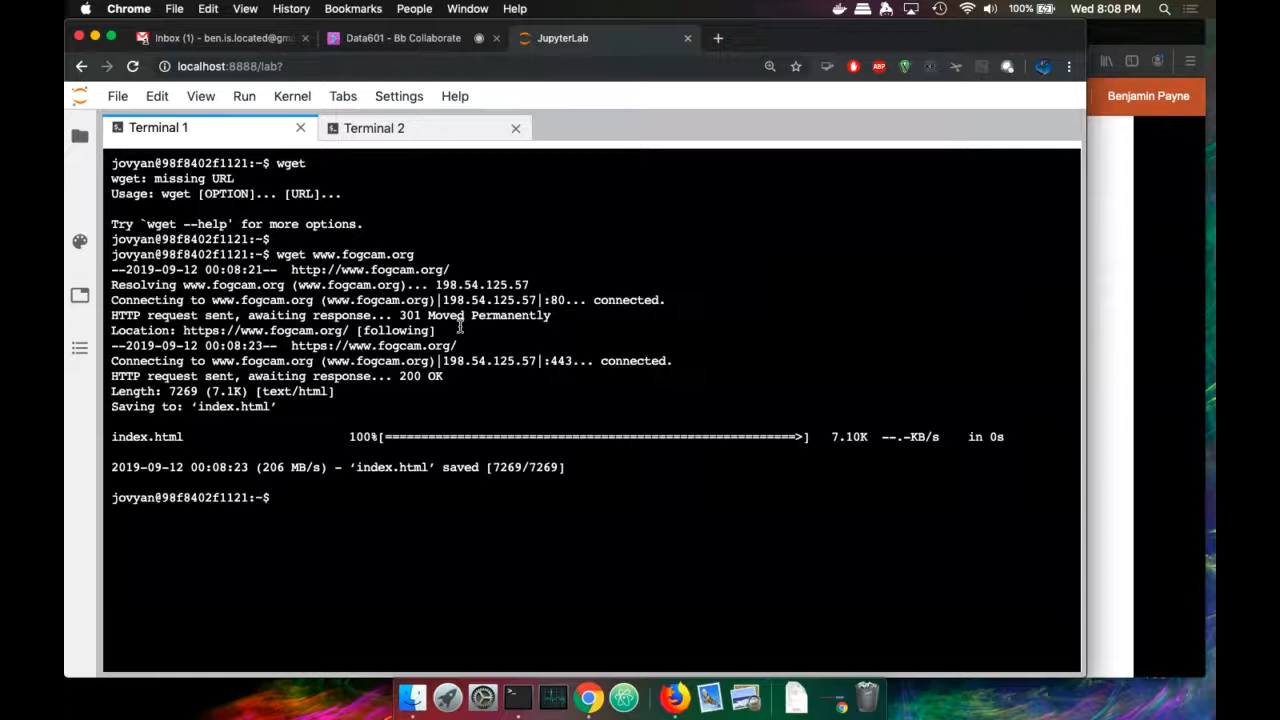 Chrome File Edit View History Bookmarks People Window Help 100% Wed 8:08 PM
Inbox (1) - ben.is.located@gm Data601 - Bb Collaborate JupyterLab
localhost:8888/lab?
ABP
File Edit View Run Kernel Tabs Settings Help
Benjamin Payne
Terminal 1 Terminal 2
jovyan@98f8402f1121:~$ wget
wget: missing URL
Usage: wget [OPTION]... [URL]...
Try `wget --help' for more options.
jovyan@98f8402f1121:~$
jovyan@98f8402f1121:~$ wget www.fogcam.org
--2019-09-12 00:08:21--  http://www.fogcam.org/
Resolving www.fogcam.org (www.fogcam.org)... 198.54.125.57
Connecting to www.fogcam.org (www.fogcam.org)|198.54.125.57|:80... connected.
HTTP request sent, awaiting response... 301 Moved Permanently
Location: https://www.fogcam.org/ [following]
--2019-09-12 00:08:23--  https://www.fogcam.org/
Connecting to www.fogcam.org (www.fogcam.org)|198.54.125.57|:443... connected.
HTTP request sent, awaiting response... 200 OK
Length: 7269 (7.1K) [text/html]
Saving to: ‘index.html’
index.html 100%[=========================================================>] 7.10K --.-KB/s in 0s
2019-09-12 00:08:23 (206 MB/s) - ‘index.html’ saved [7269/7269]
jovyan@98f8402f1121:~$